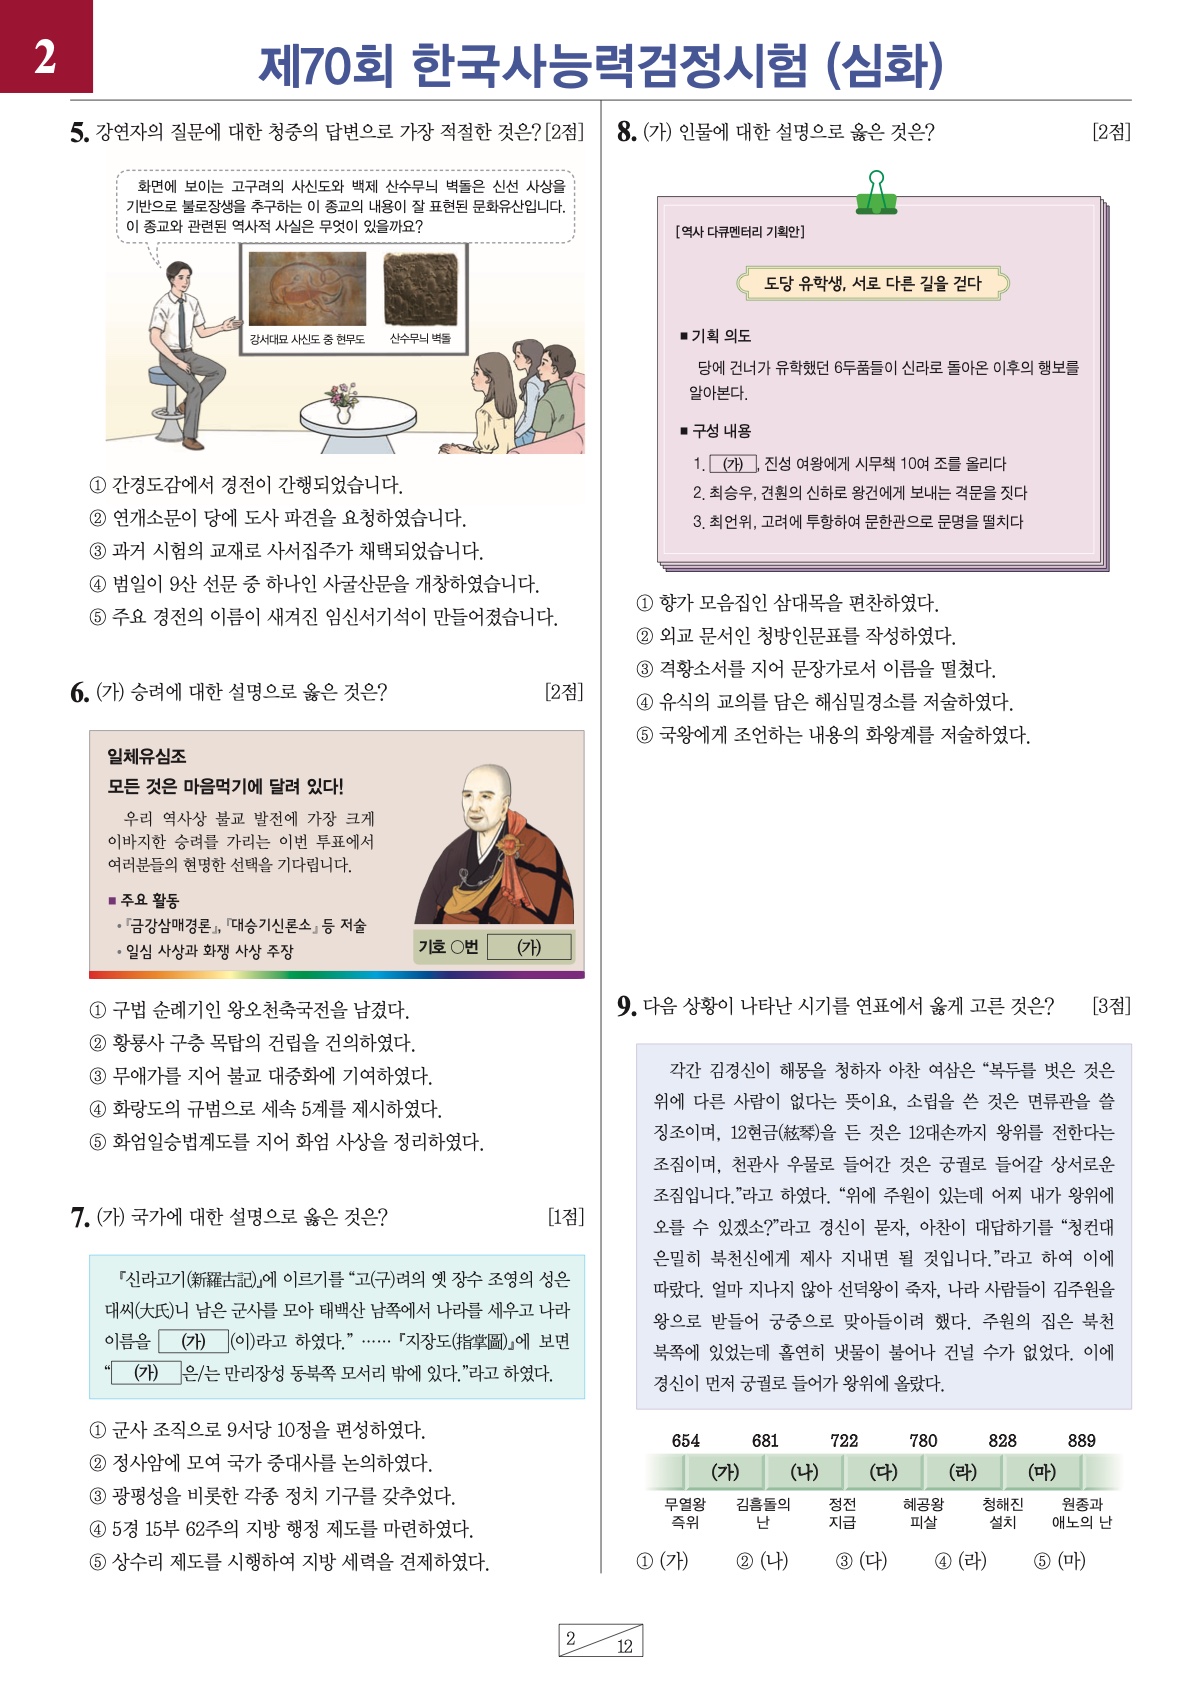 2
제70회 한국사능력검정시험 (심화)
5. 강연자의 질문에 대한 청중의 답변으로 가장 적절한 것은? [2점]
화면에 보이는 고구려의 사신도와 백제 산수무늬 벽돌은 신선 사상을
기반으로 불로장생을 추구하는 이 종교의 내용이 잘 표현된 문화유산입니다.
이 종교와 관련된 역사적 사실은 무엇이 있을까요?
강서대묘 사신도 중 현무도
산수무늬 벽돌
① 간경도감에서 경전이 간행되었습니다.
② 연개소문이 당에 도사 파견을 요청하였습니다.
③ 과거 시험의 교재로 사서집주가 채택되었습니다.
④ 범일이 9산 선문 중 하나인 사굴산문을 개창하였습니다.
⑤ 주요 경전의 이름이 새겨진 임신서기석이 만들어졌습니다.
6. (가) 승려에 대한 설명으로 옳은 것은? [2점]
일체유심조
모든 것은 마음먹기에 달려 있다!
우리 역사상 불교 발전에 가장 크게
이바지한 승려를 가리는 이번 투표에서
여러분들의 현명한 선택을 기다립니다.
■ 주요 활동
• 『금강삼매경론』, 『대승기신론소』 등 저술
• 일심 사상과 화쟁 사상 주장
기호 ○번 (가)
① 구법 순례기인 왕오천축국전을 남겼다.
② 황룡사 구층 목탑의 건립을 건의하였다.
③ 무애가를 지어 불교 대중화에 기여하였다.
④ 화랑도의 규범으로 세속 5계를 제시하였다.
⑤ 화엄일승법계도를 지어 화엄 사상을 정리하였다.
7. (가) 국가에 대한 설명으로 옳은 것은? [1점]
『신라고기(新羅古記)』에 이르기를 “고(구)려의 옛 장수 조영의 성은
대씨(大氏)니 남은 군사를 모아 태백산 남쪽에서 나라를 세우고 나라
이름을 (가) (이)라고 하였다.” …… 『지장도(指掌圖)』에 보면
“ (가) 은/는 만리장성 동북쪽 모서리 밖에 있다.”라고 하였다.
① 군사 조직으로 9서당 10정을 편성하였다.
② 정사암에 모여 국가 중대사를 논의하였다.
③ 광평성을 비롯한 각종 정치 기구를 갖추었다.
④ 5경 15부 62주의 지방 행정 제도를 마련하였다.
⑤ 상수리 제도를 시행하여 지방 세력을 견제하였다.
8. (가) 인물에 대한 설명으로 옳은 것은? [2점]
[역사 다큐멘터리 기획안]
도당 유학생, 서로 다른 길을 걷다
■ 기획 의도
당에 건너가 유학했던 6두품들이 신라로 돌아온 이후의 행보를
알아본다.
■ 구성 내용
1. (가) , 진성 여왕에게 시무책 10여 조를 올리다
2. 최승우, 견훤의 신하로 왕건에게 보내는 격문을 짓다
3. 최언위, 고려에 투항하여 문한관으로 문명을 떨치다
① 향가 모음집인 삼대목을 편찬하였다.
② 외교 문서인 청방인문표를 작성하였다.
③ 격황소서를 지어 문장가로서 이름을 떨쳤다.
④ 유식의 교의를 담은 해심밀경소를 저술하였다.
⑤ 국왕에게 조언하는 내용의 화왕계를 저술하였다.
9. 다음 상황이 나타난 시기를 연표에서 옳게 고른 것은? [3점]
각간 김경신이 해몽을 청하자 아찬 여삼은 “복두를 벗은 것은
위에 다른 사람이 없다는 뜻이요, 소립을 쓴 것은 면류관을 쓸
징조이며, 12현금(絃琴)을 든 것은 12대손까지 왕위를 전한다는
조짐이며, 천관사 우물로 들어간 것은 궁궐로 들어갈 상서로운
조짐입니다.”라고 하였다. “위에 주원이 있는데 어찌 내가 왕위에
오를 수 있겠소?”라고 경신이 묻자, 아찬이 대답하기를 “청컨대
은밀히 북천신에게 제사 지내면 될 것입니다.”라고 하여 이에
따랐다. 얼마 지나지 않아 선덕왕이 죽자, 나라 사람들이 김주원을
왕으로 받들어 궁중으로 맞아들이려 했다. 주원의 집은 북천
북쪽에 있었는데 홀연히 냇물이 불어나 건널 수가 없었다. 이에
경신이 먼저 궁궐로 들어가 왕위에 올랐다.
654 681 722 780 828 889
(가) (나) (다) (라) (마)
무열왕 김흠돌의 정전 혜공왕 청해진 원종과
즉위 난 지급 피살 설치 애노의 난
① (가) ② (나) ③ (다) ④ (라) ⑤ (마)
2 12